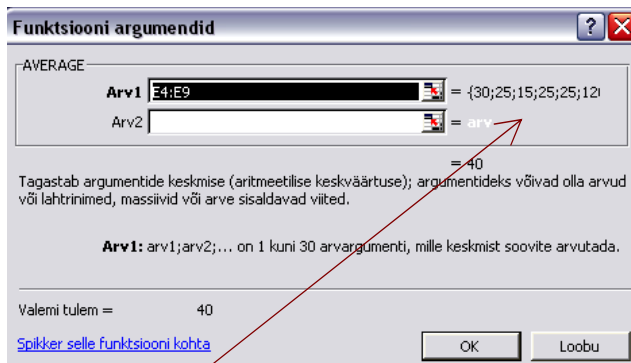 Funktsiooni argumendid
AVERAGE
Arv1 E4:E9 = {30;25;15;25;25;12
Arv2 = arv
= 40
Tagastab argumentide keskmise (aritmeetilise keskväärtuse); argumentideks võivad olla arvud
või lahtrinimed, massiivid või arve sisaldavad viited.
Arv1: arv1;arv2;... on 1 kuni 30 arvargumenti, mille keskmist soovite arvutada.
Valemi tulem = 40
Spikker selle funktsiooni kohta
OK Loobu